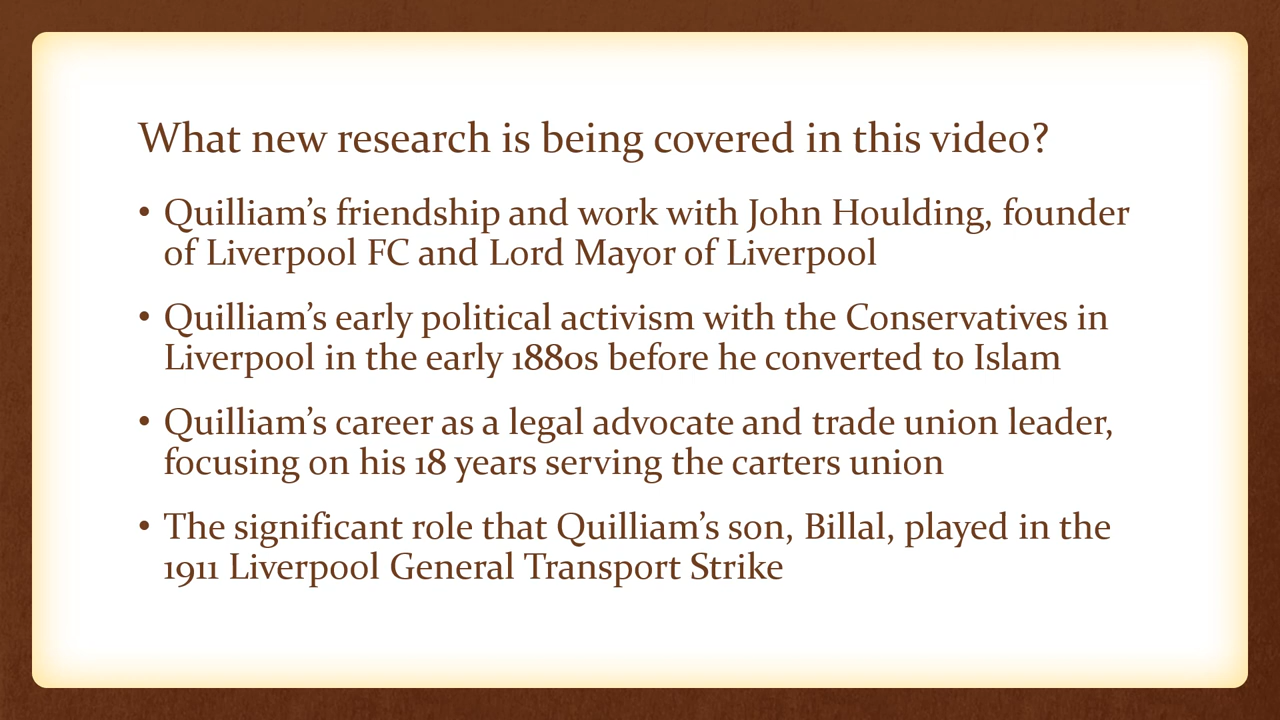 What new research is being covered in this video?
• Quilliam’s friendship and work with John Houlding, founder
of Liverpool FC and Lord Mayor of Liverpool
• Quilliam’s early political activism with the Conservatives in
Liverpool in the early 1880s before he converted to Islam
• Quilliam’s career as a legal advocate and trade union leader,
focusing on his 18 years serving the carters union
• The significant role that Quilliam’s son, Billal, played in the
1911 Liverpool General Transport Strike